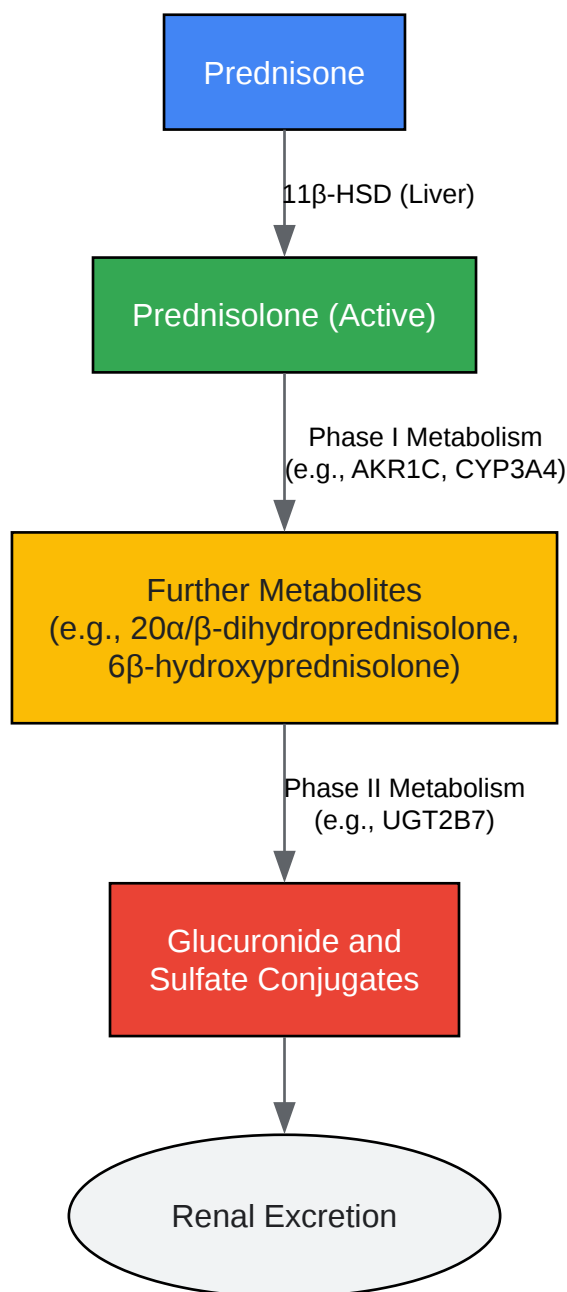 Prednisone
11β-HSD (Liver)
Prednisolone (Active)
Phase I Metabolism
(e.g., AKR1C, CYP3A4)
Further Metabolites
(e.g., 20α/β-dihydroprednisolone,
6β-hydroxyprednisolone)
Phase II Metabolism
(e.g., UGT2B7)
Glucuronide and
Sulfate Conjugates
Renal Excretion